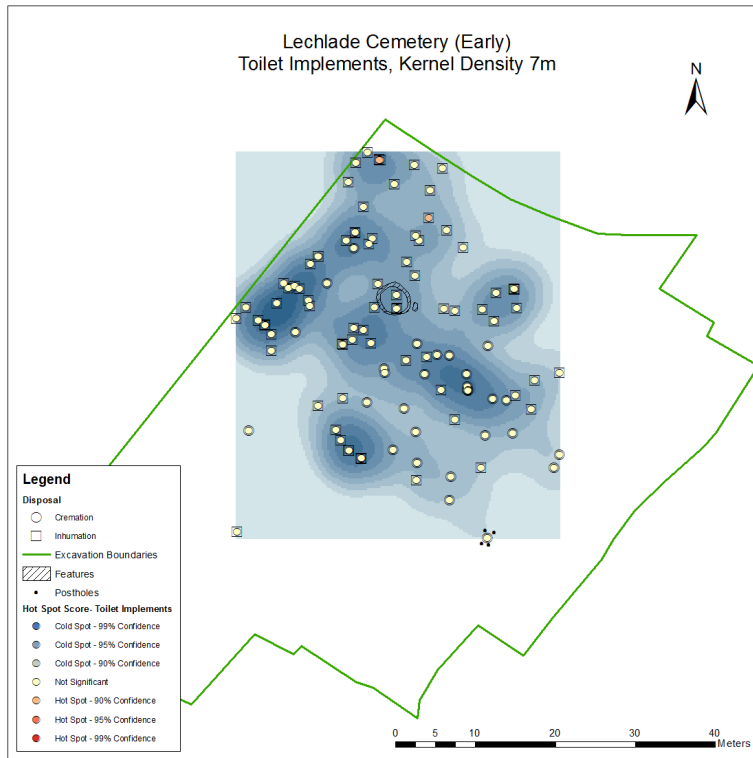 Lechlade Cemetery (Early)
Toilet Implements, Kernel Density 7m
N
Legend
Disposal
Cremation
Inhumation
Excavation Boundaries
Features
Postholes
Hot Spot Score- Toilet Implements
Cold Spot - 99% Confidence
Cold Spot - 95% Confidence
Cold Spot - 90% Confidence
Not Significant
Hot Spot - 90% Confidence
Hot Spot - 95% Confidence
Hot Spot - 99% Confidence
0 5 10 20 30 40
Meters